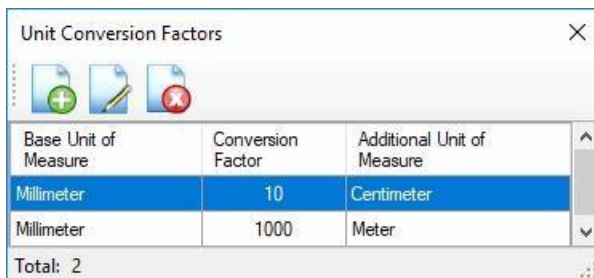 Unit Conversion Factors
Base Unit of Measure Conversion Factor Additional Unit of Measure
Millimeter 10 Centimeter
Millimeter 1000 Meter
Total: 2